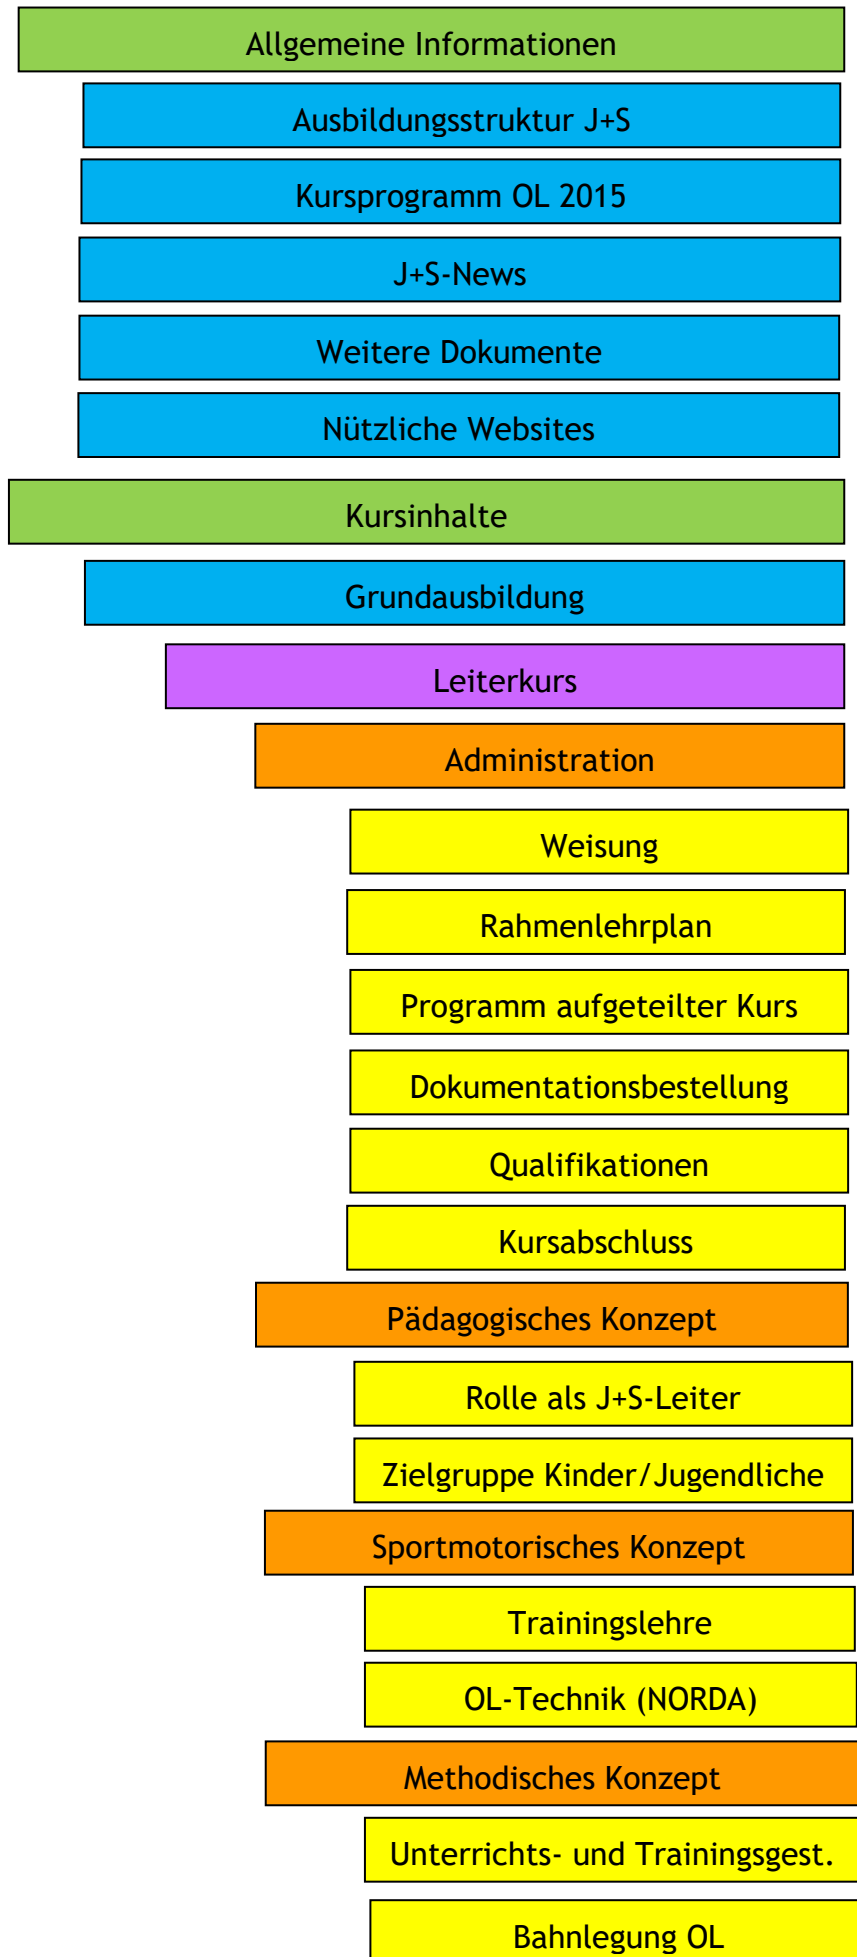 Allgemeine Informationen
Ausbildungsstruktur J+S
Kursprogramm OL 2015
J+S-News
Weitere Dokumente
Nützliche Websites
Kursinhalte
Grundausbildung
Leiterkurs
Administration
Weisung
Rahmenlehrplan
Programm aufgeteilter Kurs
Dokumentationsbestellung
Qualifikationen
Kursabschluss
Pädagogisches Konzept
Rolle als J+S-Leiter
Zielgruppe Kinder/Jugendliche
Sportmotorisches Konzept
Trainingslehre
OL-Technik (NORDA)
Methodisches Konzept
Unterrichts- und Trainingsgest.
Bahnlegung OL